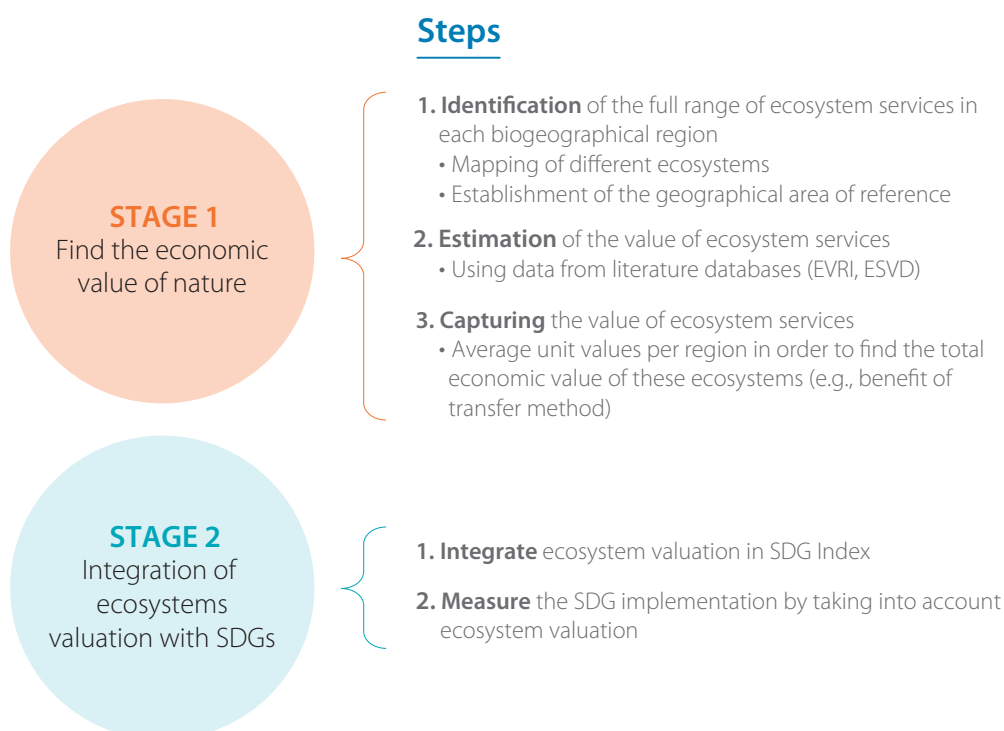 Steps
STAGE 1
Find the economic
value of nature
1. Identification of the full range of ecosystem services in
each biogeographical region
• Mapping of different ecosystems
• Establishment of the geographical area of reference
2. Estimation of the value of ecosystem services
• Using data from literature databases (EVRI, ESVD)
3. Capturing the value of ecosystem services
• Average unit values per region in order to find the total
economic value of these ecosystems (e.g., benefit of
transfer method)
STAGE 2
Integration of
ecosystems
valuation with SDGs
1. Integrate ecosystem valuation in SDG Index
2. Measure the SDG implementation by taking into account
ecosystem valuation